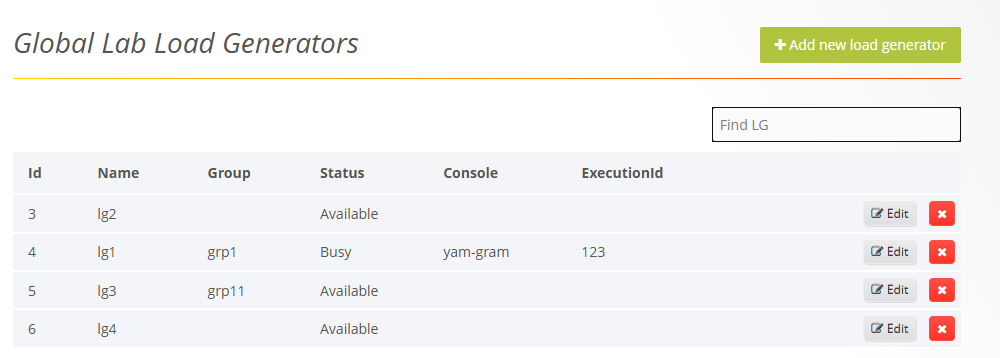 Global Lab Load Generators
Add new load generator
Find LG
Id Name Group Status Console ExecutionId
3 lg2 Available Edit
4 lg1 grp1 Busy yam-gram 123 Edit
5 lg3 grp11 Available Edit
6 lg4 Available Edit